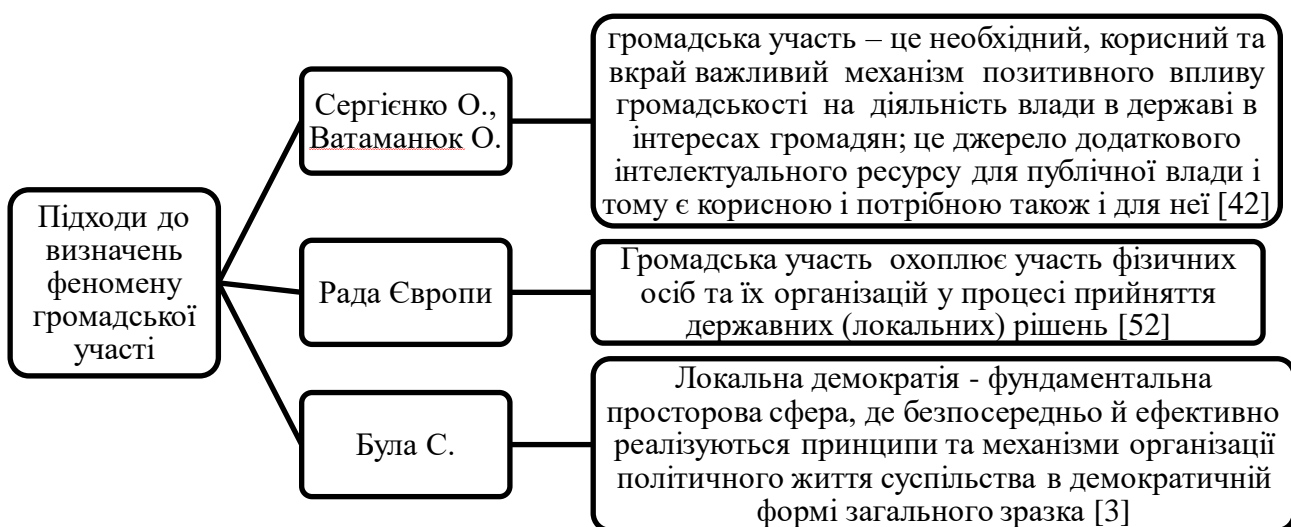 Підходи до
визначень
феномену
громадської
участі
Сергієнко О.,
Ватаманюк О.
громадська участь – це необхідний, корисний та
вкрай важливий механізм позитивного впливу
громадськості на діяльність влади в державі в
інтересах громадян; це джерело додаткового
інтелектуального ресурсу для публічної влади і
тому є корисною і потрібною також і для неї [42]
Рада Європи
Громадська участь охоплює участь фізичних
осіб та їх організацій у процесі прийняття
державних (локальних) рішень [52]
Була С.
Локальна демократія - фундаментальна
просторова сфера, де безпосередньо й ефективно
реалізуються принципи та механізми організації
політичного життя суспільства в демократичній
формі загального зразка [3]